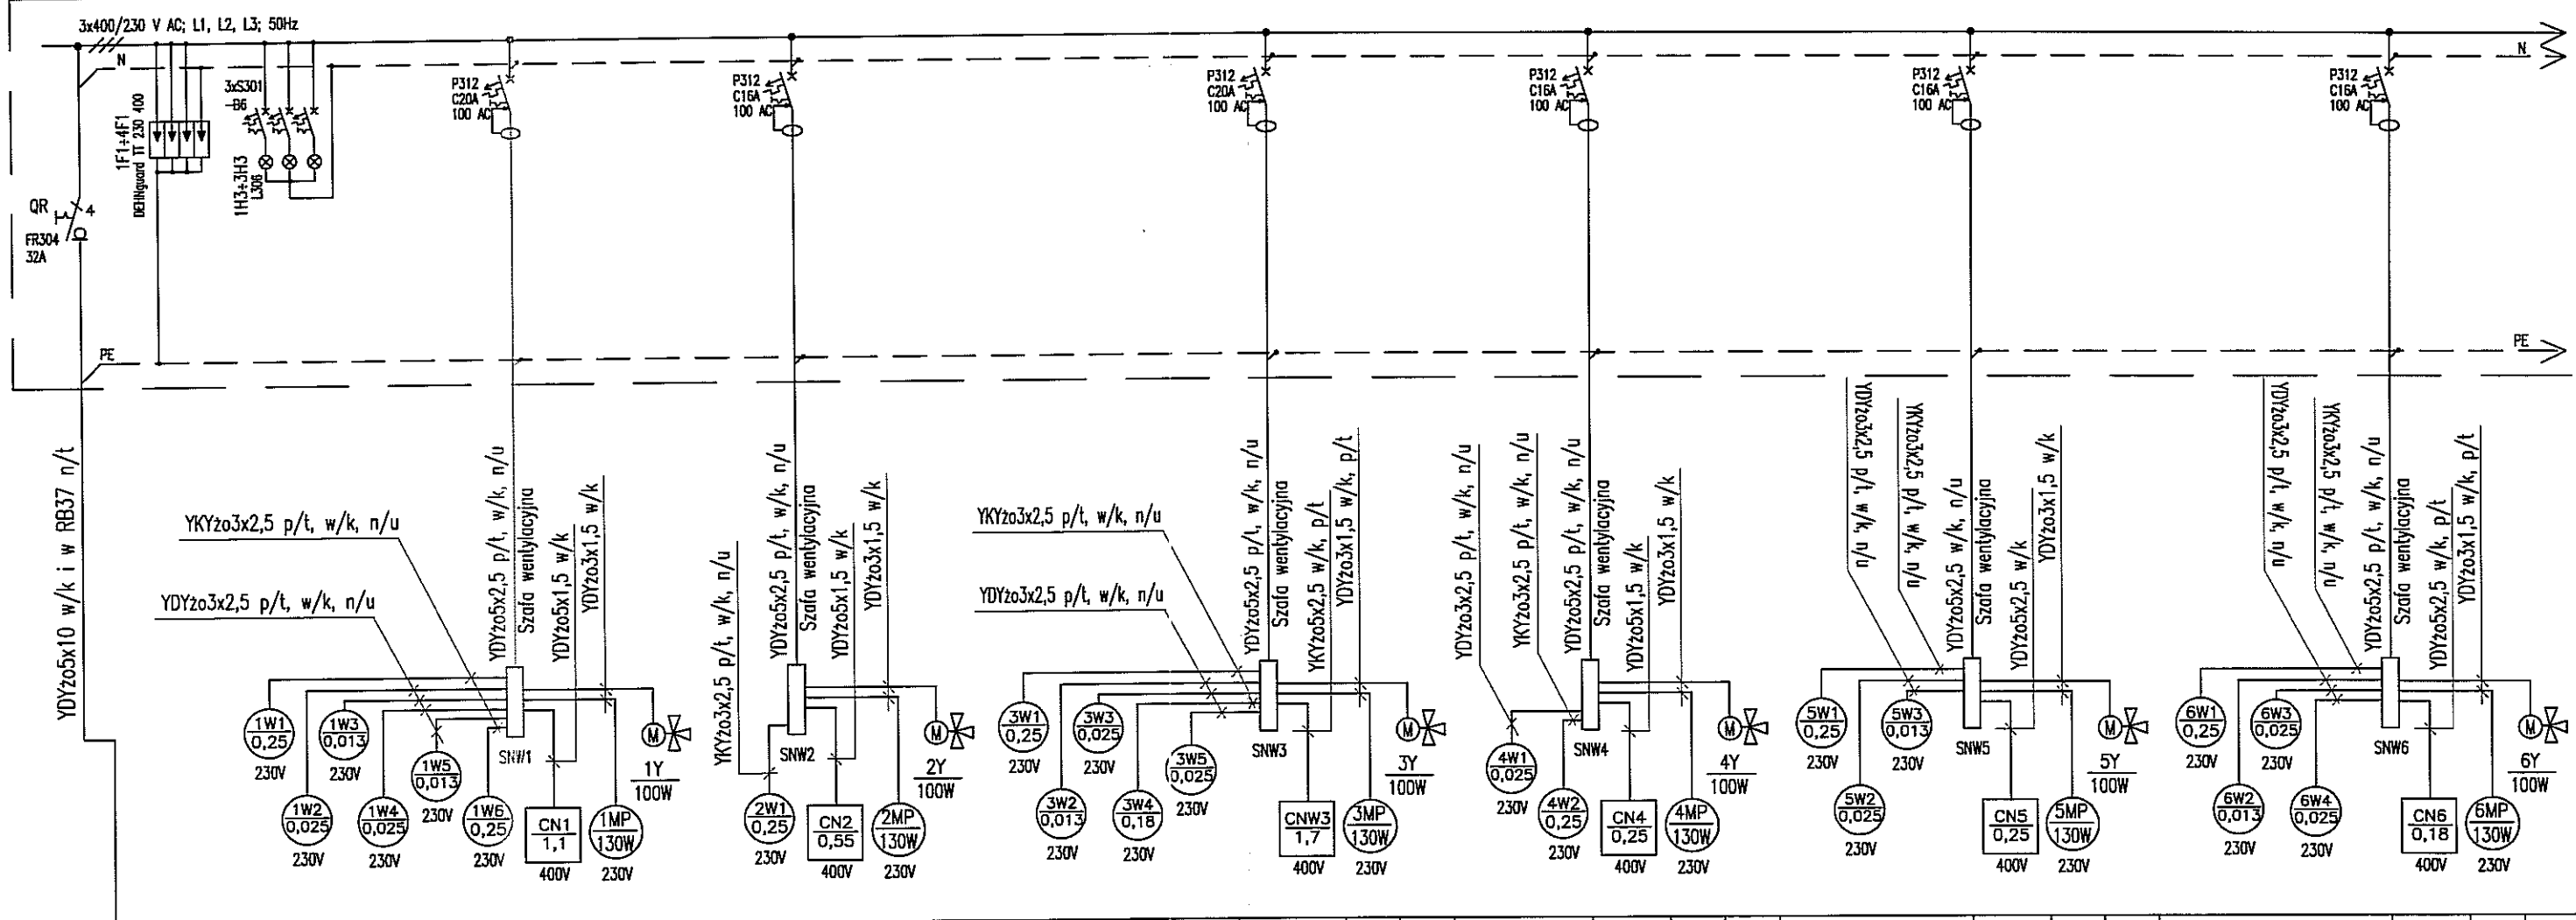 3x400/230 V AC; L1, L2, L3; 50Hz
N
N
QR
4
FR304
32A
1F1÷4F1
DEHNguard TT 230 400
3xS301
-B6
1H3÷3H3
L306
P312
C20A
100 AC
P312
C16A
100 AC
P312
C20A
100 AC
P312
C16A
100 AC
P312
C16A
100 AC
P312
C16A
100 AC
PE
PE
YDYżo5x10 w/k i w RB37 n/t
YKYżo3x2,5 p/t, w/k, n/u
YDYżo3x2,5 p/t, w/k, n/u
YDYżo5x2,5 p/t, w/k, n/u
Szafa wentylacyjna
YDYżo5x1,5 w/k
YDYżo3x1,5 w/k
SNW1
1W1
0,25
230V
1W2
0,025
230V
1W3
0,013
230V
1W4
0,025
230V
1W5
0,013
230V
1W6
0,25
230V
CN1
1,1
400V
1MP
130W
230V
M
1Y
100W
YKYżo3x2,5 p/t, w/k, n/u
YDYżo5x2,5 p/t, w/k, n/u
Szafa wentylacyjna
YDYżo5x1,5 w/k
YDYżo3x1,5 w/k
SNW2
2W1
0,25
230V
CN2
0,55
400V
2MP
130W
230V
M
2Y
100W
YKYżo3x2,5 p/t, w/k, n/u
YDYżo3x2,5 p/t, w/k, n/u
YDYżo5x2,5 p/t, w/k, n/u
Szafa wentylacyjna
YKYżo5x2,5 w/k, p/t
YDYżo3x1,5 w/k, p/t
SNW3
3W1
0,25
230V
3W2
0,013
230V
3W3
0,025
230V
3W4
0,18
230V
3W5
0,025
230V
CNW3
1,7
400V
3MP
130W
230V
M
3Y
100W
YDYżo3x2,5 p/t, w/k, n/u
YKYżo3x2,5 p/t, w/k, n/u
YDYżo5x2,5 p/t, w/k, n/u
Szafa wentylacyjna
YDYżo5x1,5 w/k
YDYżo3x1,5 w/k
SNW4
4W1
0,025
230V
4W2
0,25
230V
CN4
0,25
400V
4MP
130W
230V
M
4Y
100W
YDYżo3x2,5 p/t, w/k, n/u
YKYżo3x2,5 p/t, w/k, n/u
YDYżo5x2,5 w/k, n/u
Szafa wentylacyjna
YDYżo5x2,5 w/k
YDYżo3x1,5 w/k
SNW5
5W1
0,25
230V
5W2
0,025
230V
5W3
0,013
230V
CN5
0,25
400V
5MP
130W
230V
M
5Y
100W
YDYżo3x2,5 p/t, w/k, n/u
YKYżo3x2,5 p/t, w/k, n/u
YDYżo5x2,5 p/t, w/k, n/u
Szafa wentylacyjna
YDYżo5x2,5 w/k, p/t
YDYżo3x1,5 w/k, p/t
SNW6
6W1
0,25
230V
6W2
0,013
230V
6W3
0,025
230V
6W4
0,025
230V
CN6
0,18
400V
6MP
130W
230V
M
6Y
100W